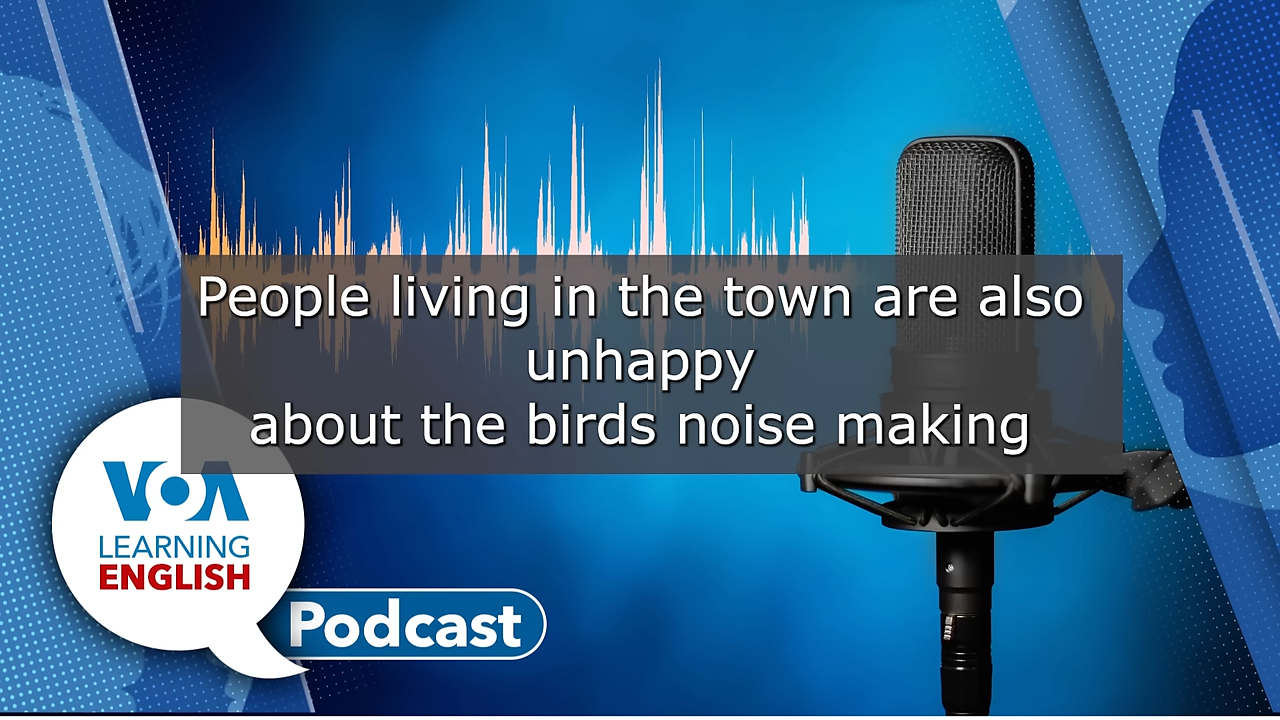 People living in the town are also
unhappy
about the birds noise making
VOA
LEARNING
ENGLISH
Podcast